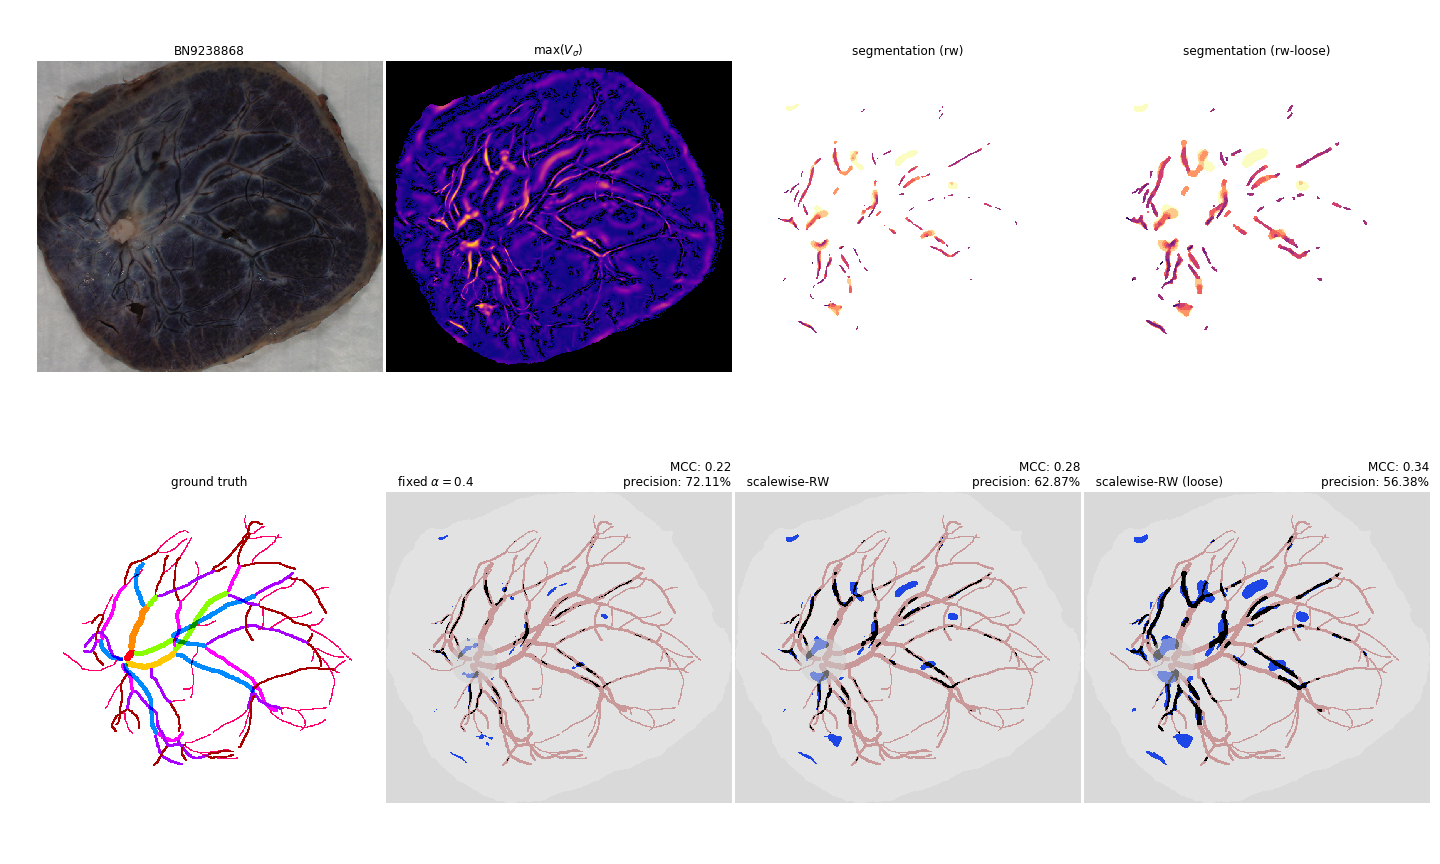 BN9238868
max(V_σ)
segmentation (rw)
segmentation (rw-loose)
ground truth
fixed α = 0.4
MCC: 0.22
precision: 72.11%
scalewise-RW
MCC: 0.28
precision: 62.87%
scalewise-RW (loose)
MCC: 0.34
precision: 56.38%